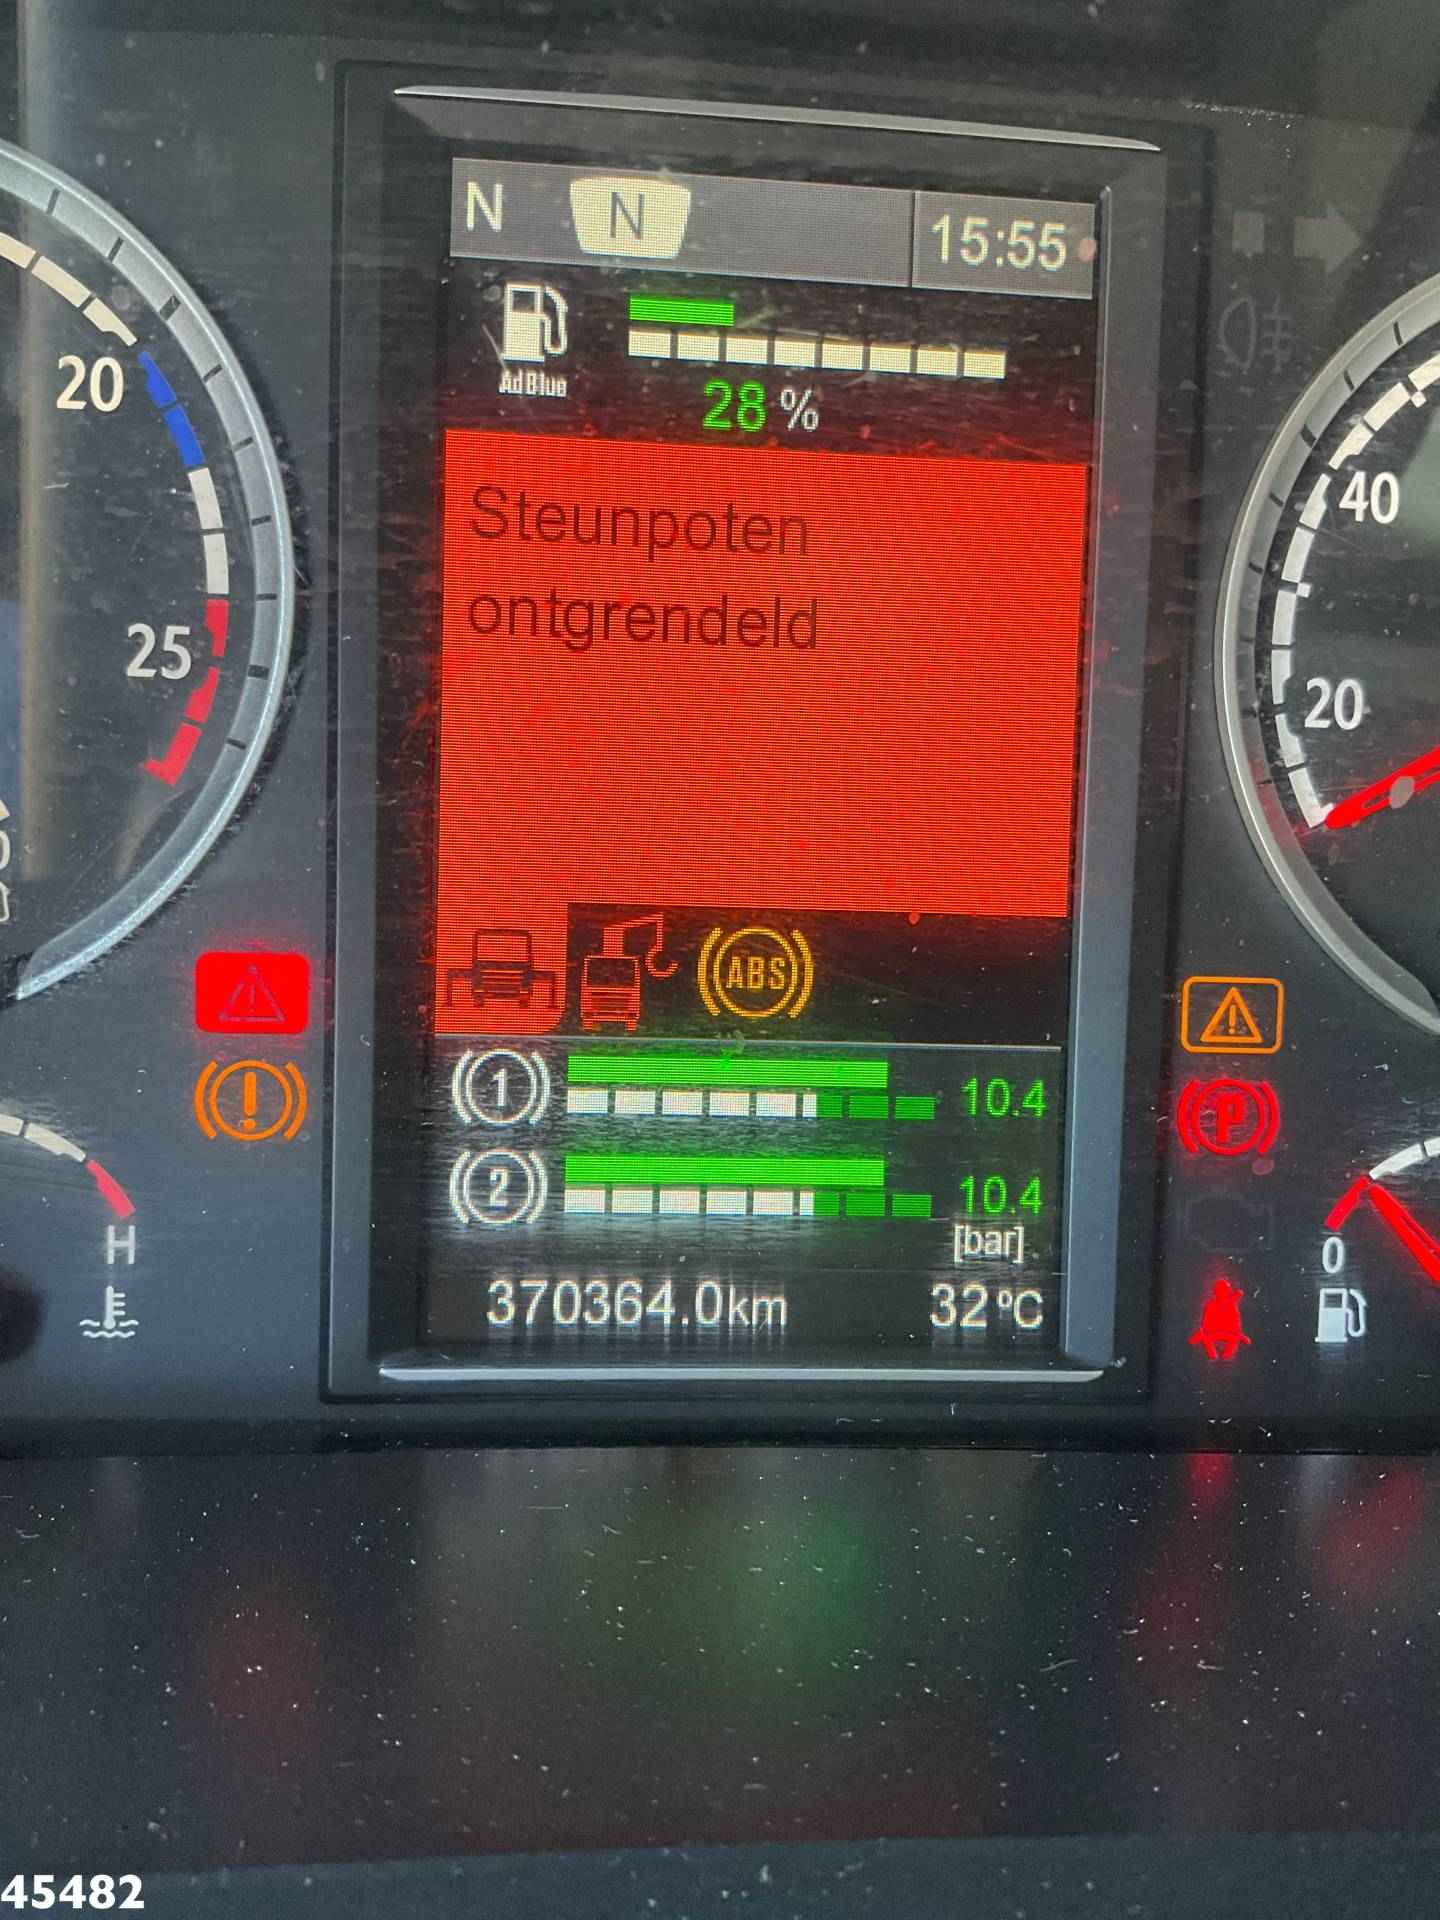 N N 15:55
AdBlue
28 %
Steunpoten
ontgrendeld
ABS
1 10.4
2 10.4
[bar]
370364.0km 32ºC
20
25
H
40
20
P
0
45482